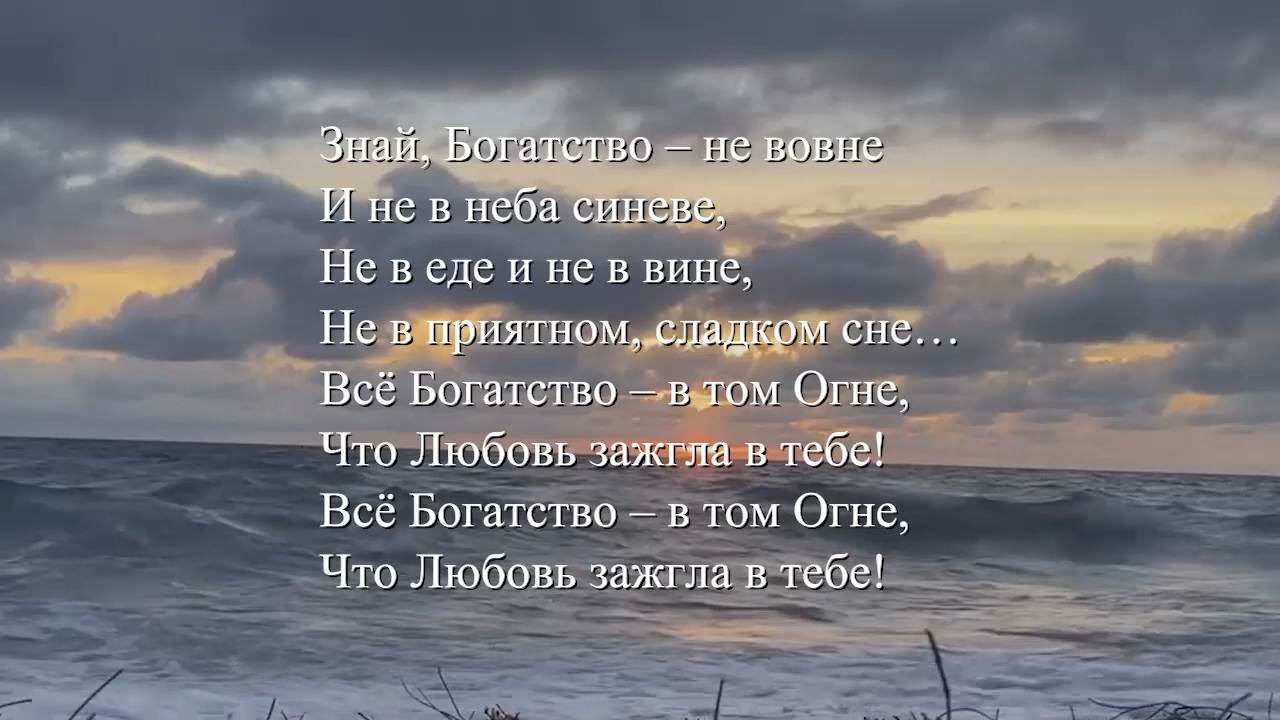 Знай, Богатство – не вовне
И не в неба синеве,
Не в еде и не в вине,
Не в приятном, сладком сне…
Всё Богатство – в том Огне,
Что Любовь зажгла в тебе!
Всё Богатство – в том Огне,
Что Любовь зажгла в тебе!